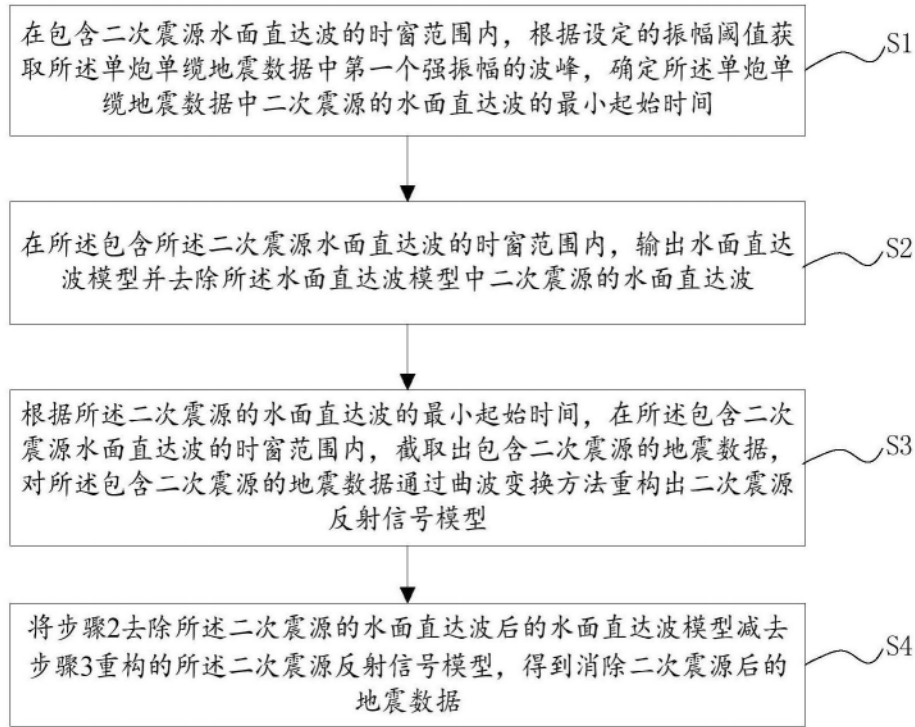 在包含二次震源水面直达波的时窗范围内，根据设定的振幅阈值获
取所述单炮单缆地震数据中第一个强振幅的波峰，确定所述单炮单
缆地震数据中二次震源的水面直达波的最小起始时间
S1
在所述包含所述二次震源水面直达波的时窗范围内，输出水面直达
波模型并去除所述水面直达波模型中二次震源的水面直达波
S2
根据所述二次震源的水面直达波的最小起始时间，在所述包含二次
震源水面直达波的时窗范围内，截取出包含二次震源的地震数据，
对所述包含二次震源的地震数据通过曲波变换方法重构出二次震源
反射信号模型
S3
将步骤2去除所述二次震源的水面直达波后的水面直达波模型减去
步骤3重构的所述二次震源反射信号模型，得到消除二次震源后的
地震数据
S4